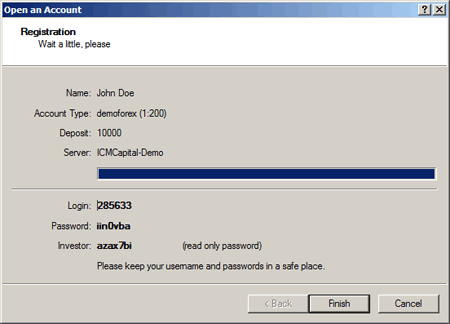 Open an Account
Registration
Wait a little, please
Name: John Doe
Account Type: demoforex (1:200)
Deposit: 10000
Server: ICMCapital-Demo
Login: 285633
Password: iin0vba
Investor: azax7bi (read only password)
Please keep your username and passwords in a safe place.
< Back Finish Cancel